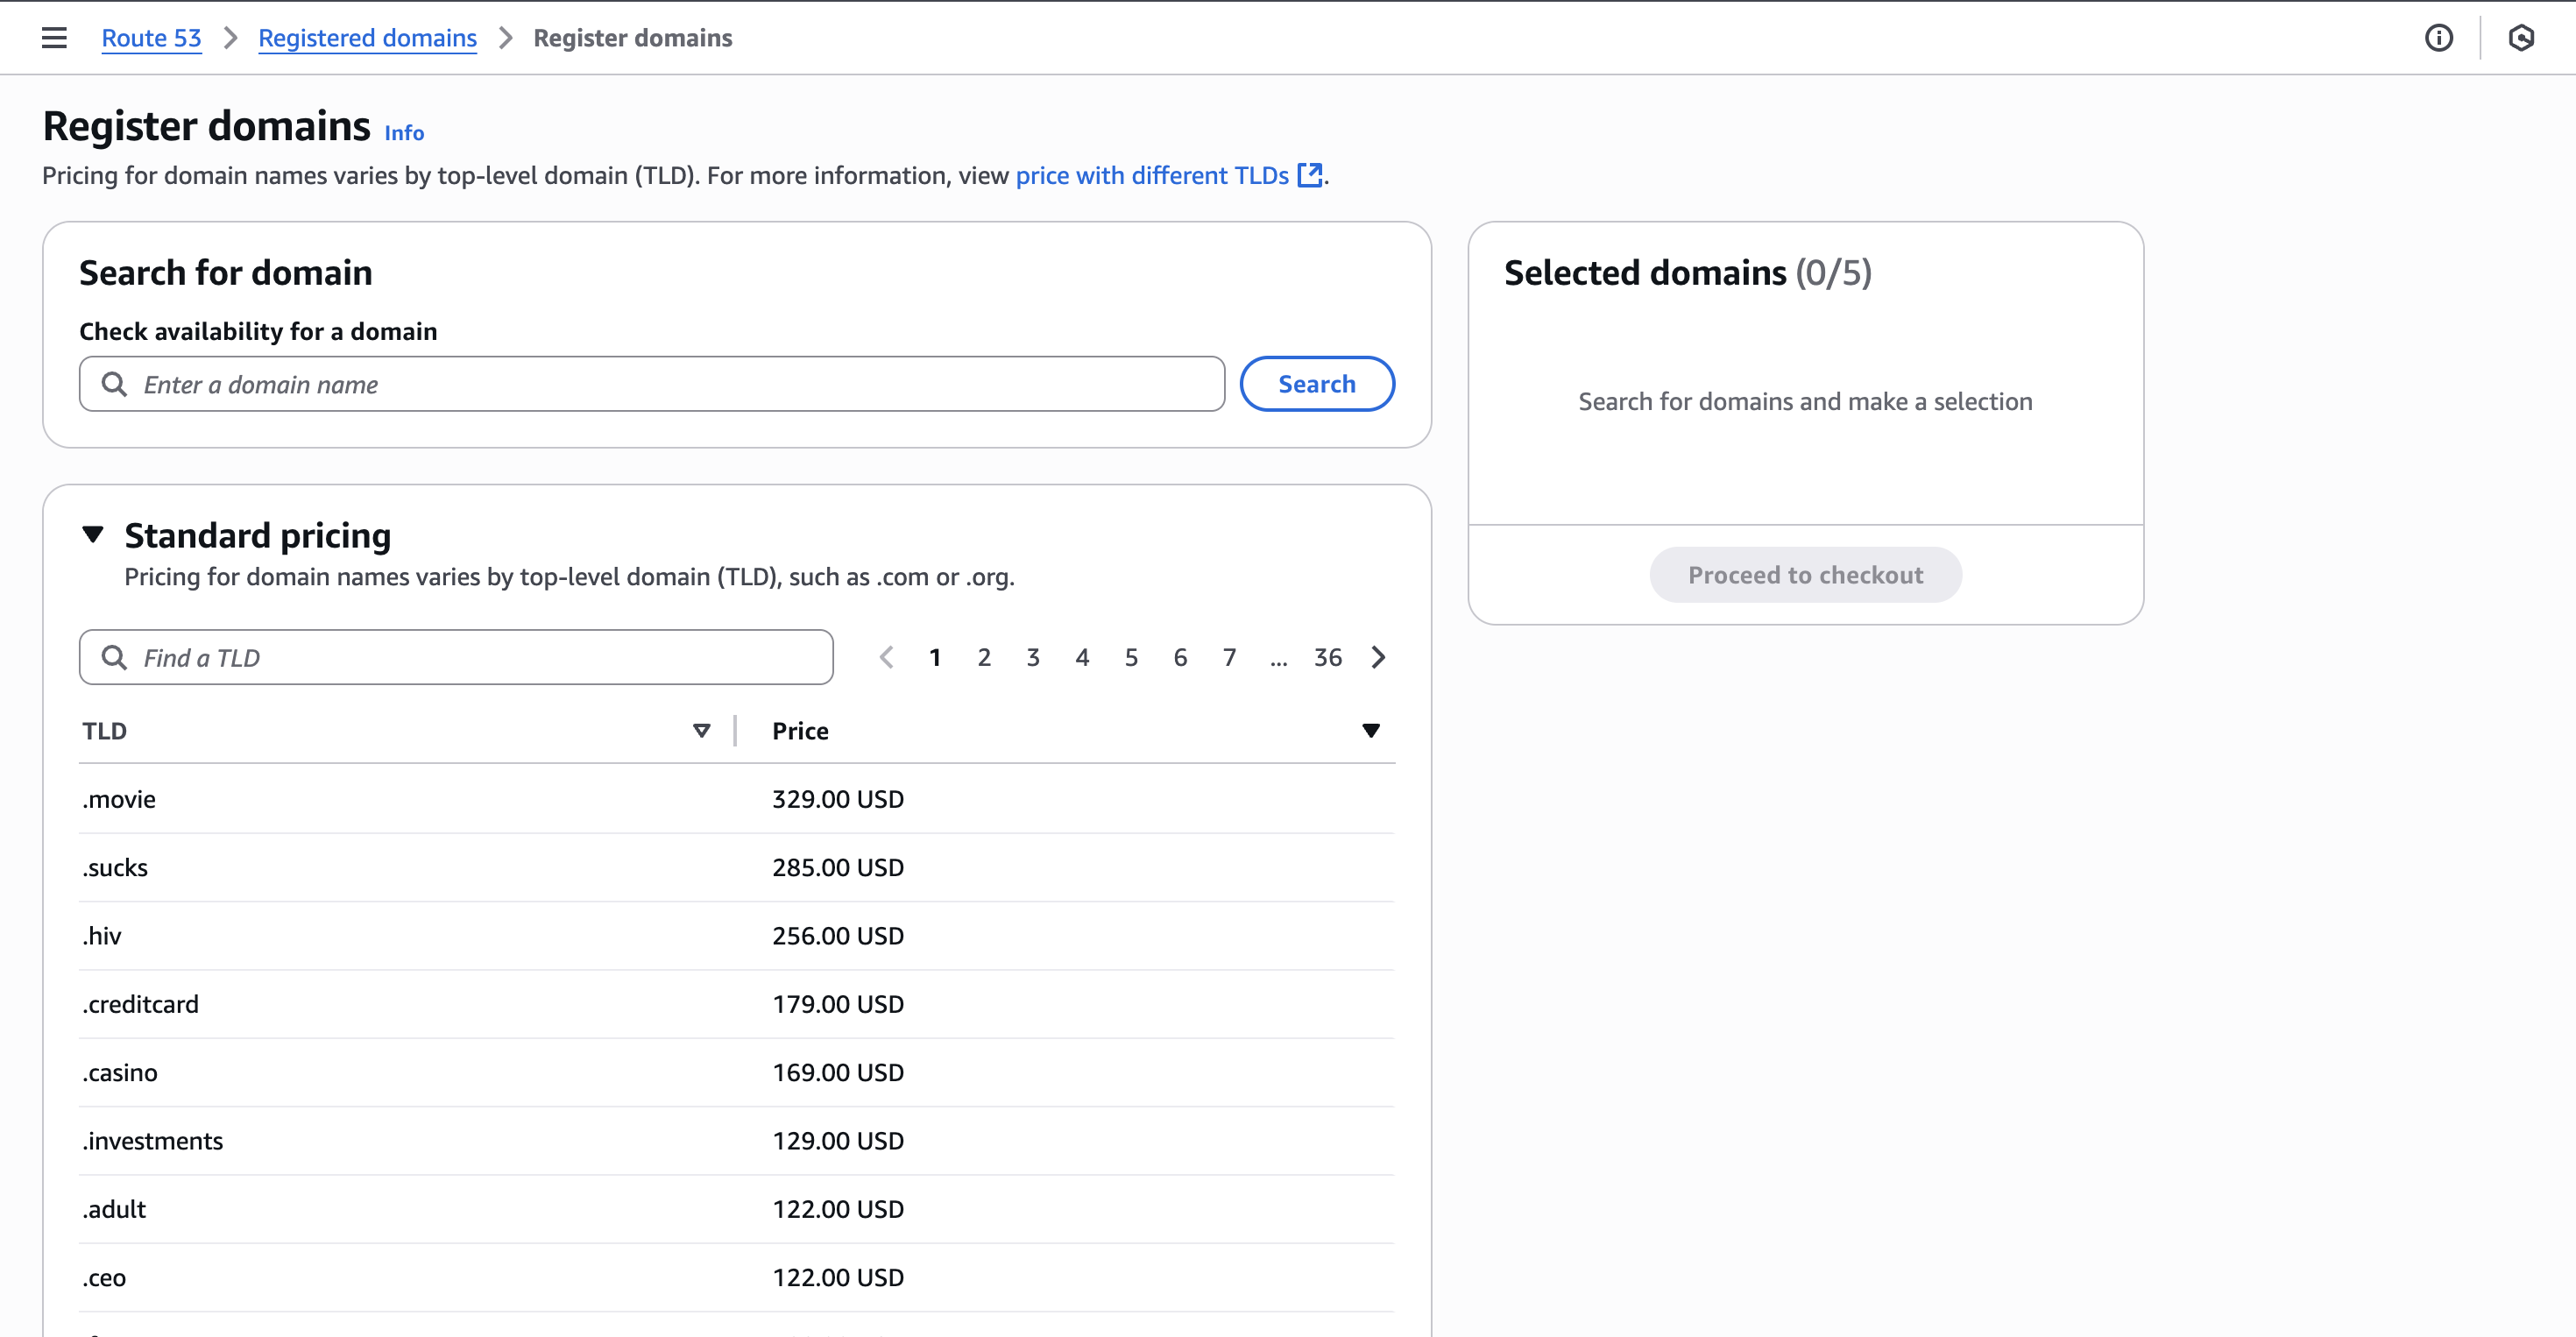 Route 53 Registered domains Register domains
Register domains Info
Pricing for domain names varies by top-level domain (TLD). For more information, view price with different TLDs.
Search for domain
Check availability for a domain
Enter a domain name Search
Selected domains (0/5)
Search for domains and make a selection
Proceed to checkout
Standard pricing
Pricing for domain names varies by top-level domain (TLD), such as .com or .org.
Find a TLD 1 2 3 4 5 6 7 ... 36
TLD Price
.movie 329.00 USD
.sucks 285.00 USD
.hiv 256.00 USD
.creditcard 179.00 USD
.casino 169.00 USD
.investments 129.00 USD
.adult 122.00 USD
.ceo 122.00 USD